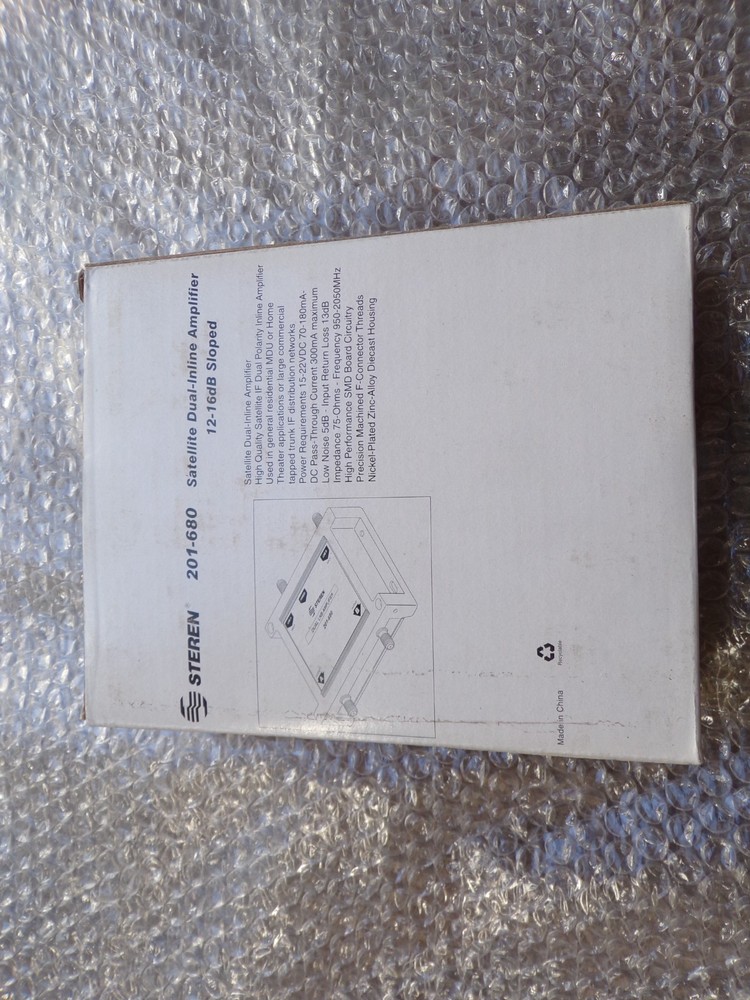 STEREN® 201-680 Satellite Dual-Inline Amplifier
12-16dB Sloped
Satellite Dual-Inline Amplifier
High Quality Satellite IF Dual Polarity Inline Amplifier
Used in general residential MDU or Home
Theater applications or large commercial
tapped trunk IF distribution networks
Power Requirements 15-22VDC 70-180mA-
DC Pass-Through Current 300mA maximum
Low Noise 5dB - Input Return Loss 13dB
Impedance 75-Ohms - Frequency 950-2050MHz
High Performance SMD Board Circuitry
Precision Machined F-Connector Threads
Nickel-Plated Zinc-Alloy Diecast Housing
STEREN
201-680
Made in China
Recyclable